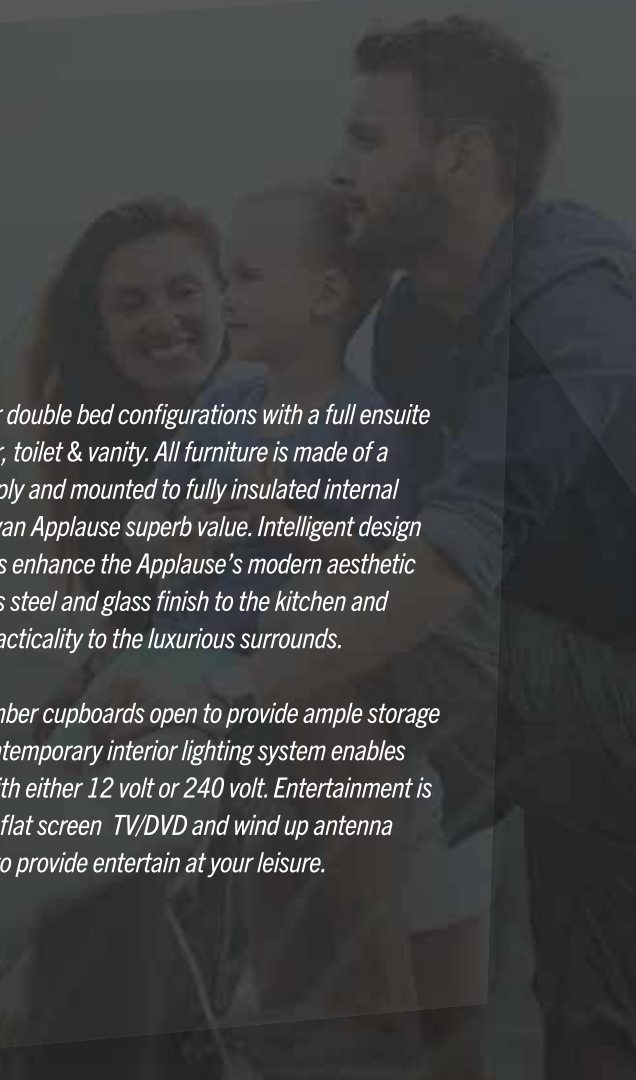 double bed configurations with a full ensuite
, toilet & vanity. All furniture is made of a
ply and mounted to fully insulated internal
van Applause superb value. Intelligent design
s enhance the Applause's modern aesthetic
s steel and glass finish to the kitchen and
acticality to the luxurious surrounds.
mber cupboards open to provide ample storage
ntemporary interior lighting system enables
ith either 12 volt or 240 volt. Entertainment is
flat screen TV/DVD and wind up antenna
o provide entertain at your leisure.